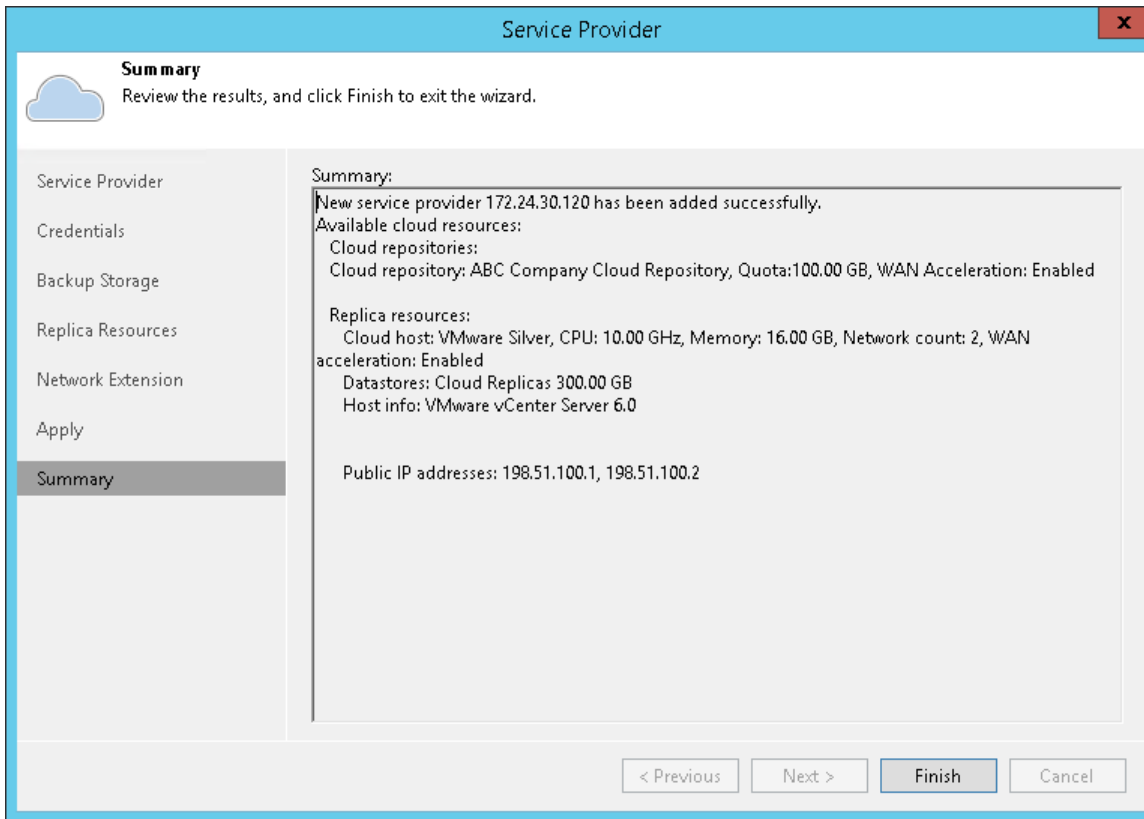 Service Provider
x
Summary
Review the results, and click Finish to exit the wizard.
Service Provider
Credentials
Backup Storage
Replica Resources
Network Extension
Apply
Summary
Summary:
New service provider 172.24.30.120 has been added successfully.
Available cloud resources:
Cloud repositories:
Cloud repository: ABC Company Cloud Repository, Quota:100.00 GB, WAN Acceleration: Enabled
Replica resources:
Cloud host: VMware Silver, CPU: 10.00 GHz, Memory: 16.00 GB, Network count: 2, WAN
acceleration: Enabled
Datastores: Cloud Replicas 300.00 GB
Host info: VMware vCenter Server 6.0
Public IP addresses: 198.51.100.1, 198.51.100.2
< Previous
Next >
Finish
Cancel